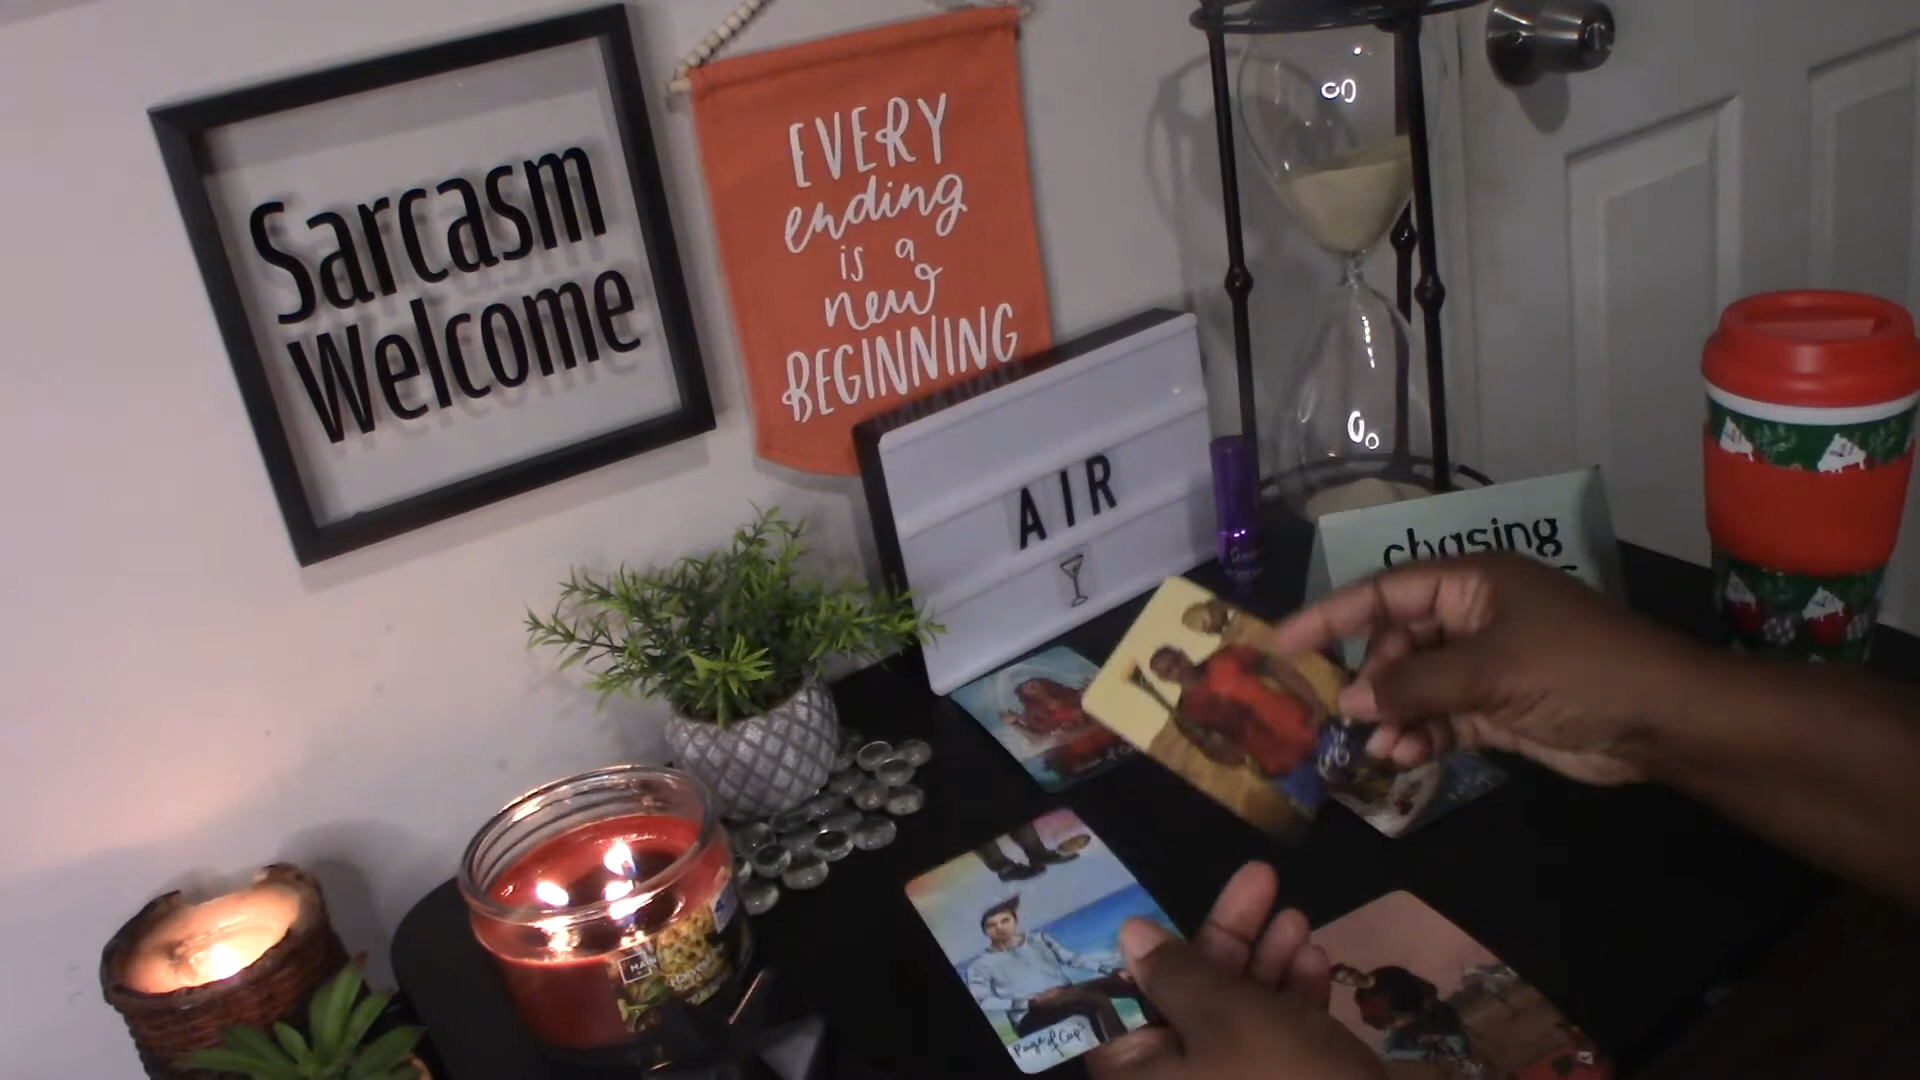 Sarcasm
Welcome
EVERY
ending
is a
new
BEGINNING
AIR
chasing
Page of Cups